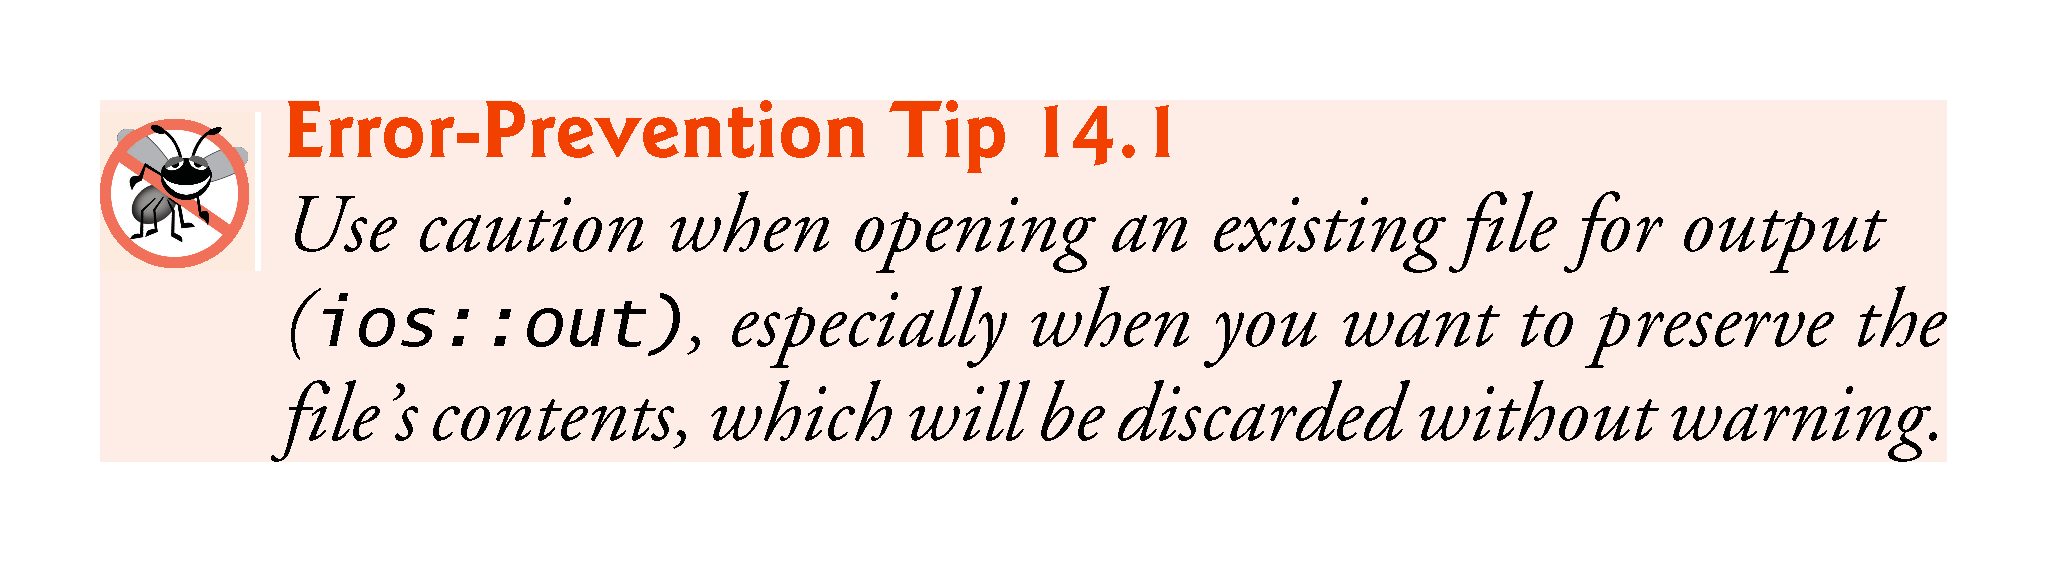 Error-Prevention Tip 14.1
Use caution when opening an existing file for output
(ios::out), especially when you want to preserve the
file’s contents, which will be discarded without warning.